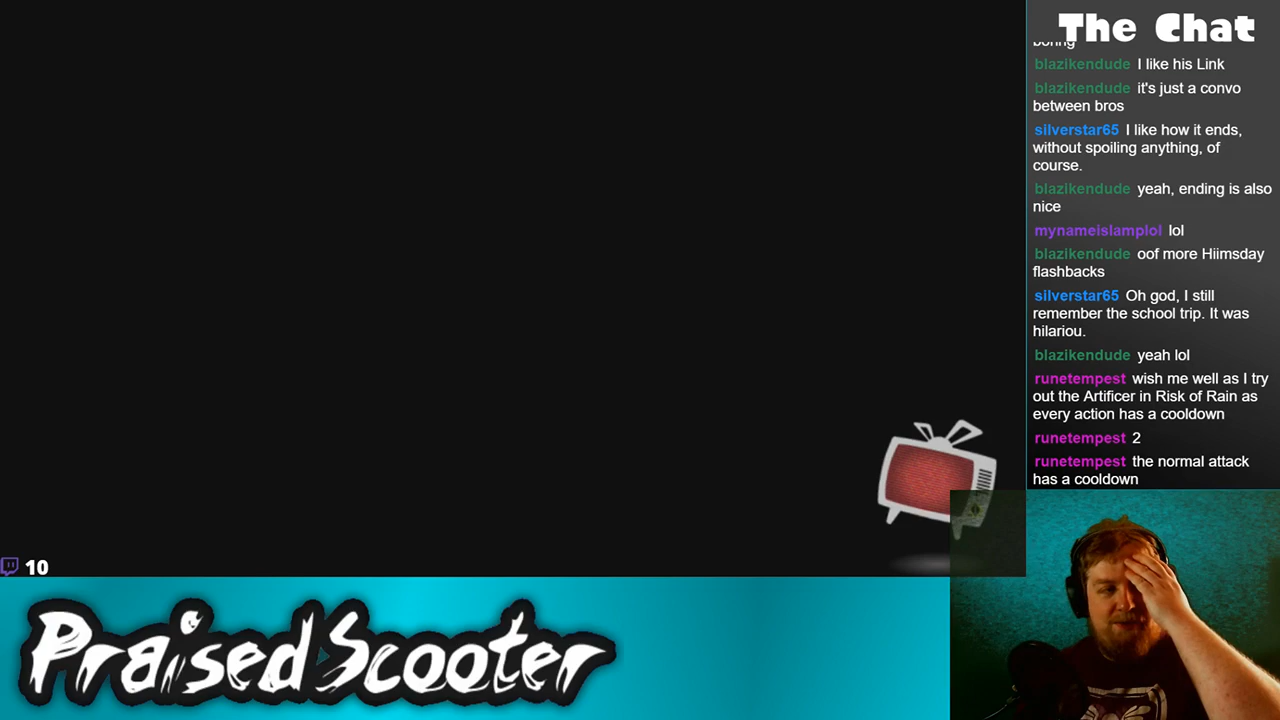 The Chat
boring
blazikendude I like his Link
blazikendude it's just a convo
between bros
silverstar65 I like how it ends,
without spoiling anything, of
course.
blazikendude yeah, ending is also
nice
mynameislamplol lol
blazikendude oof more Hiimsday
flashbacks
silverstar65 Oh god, I still
remember the school trip. It was
hilariou.
blazikendude yeah lol
runetempest wish me well as I try
out the Artificer in Risk of Rain as
every action has a cooldown
runetempest 2
runetempest the normal attack
has a cooldown
10
PraisedScooter